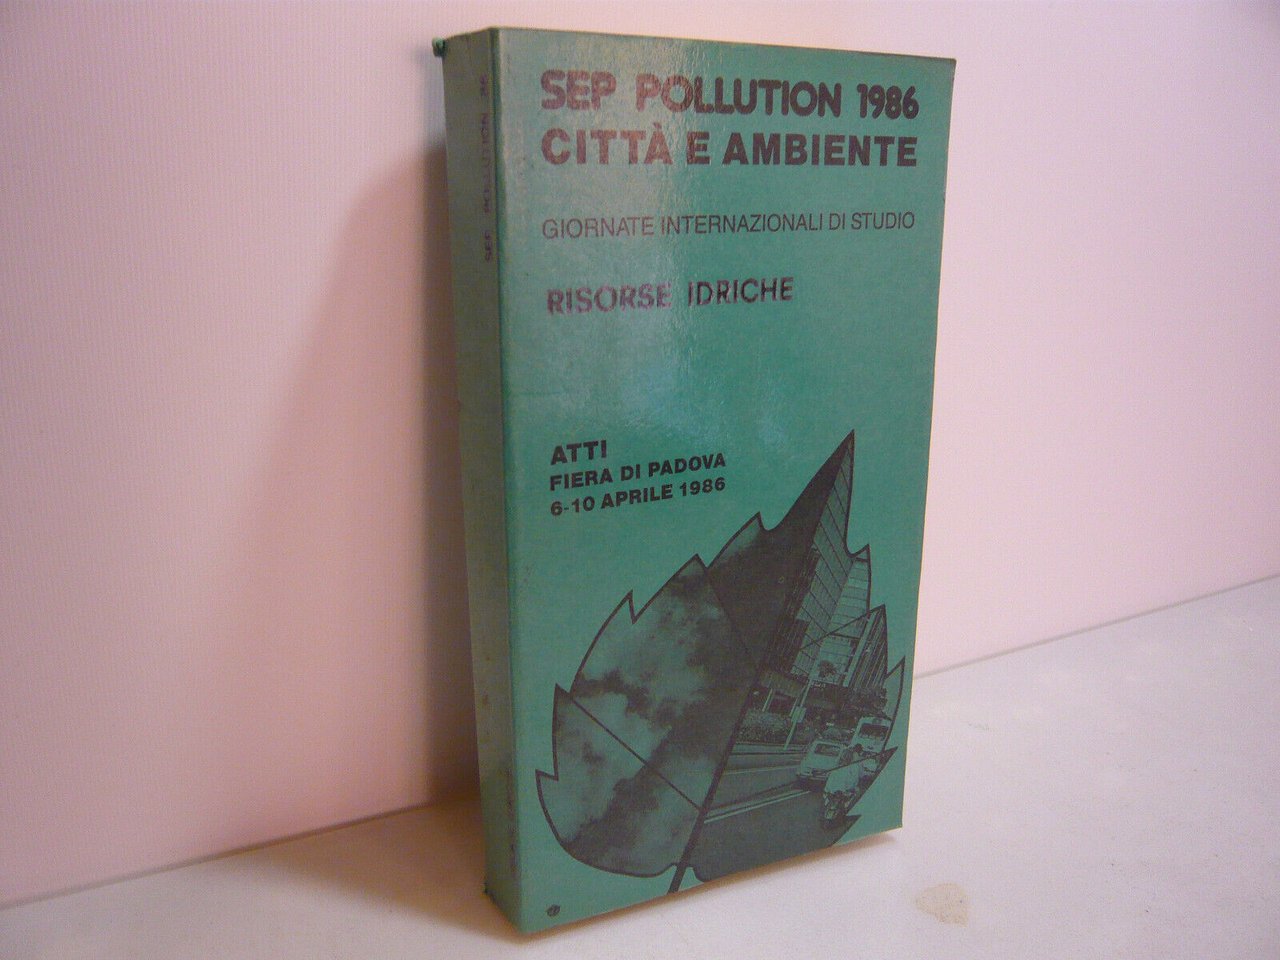 SEP POLLUTION 1986
CITTÀ E AMBIENTE
GIORNATE INTERNAZIONALI DI STUDIO
RISORSE IDRICHE
ATTI
FIERA DI PADOVA
6-10 APRILE 1986
SEP POLLUTION